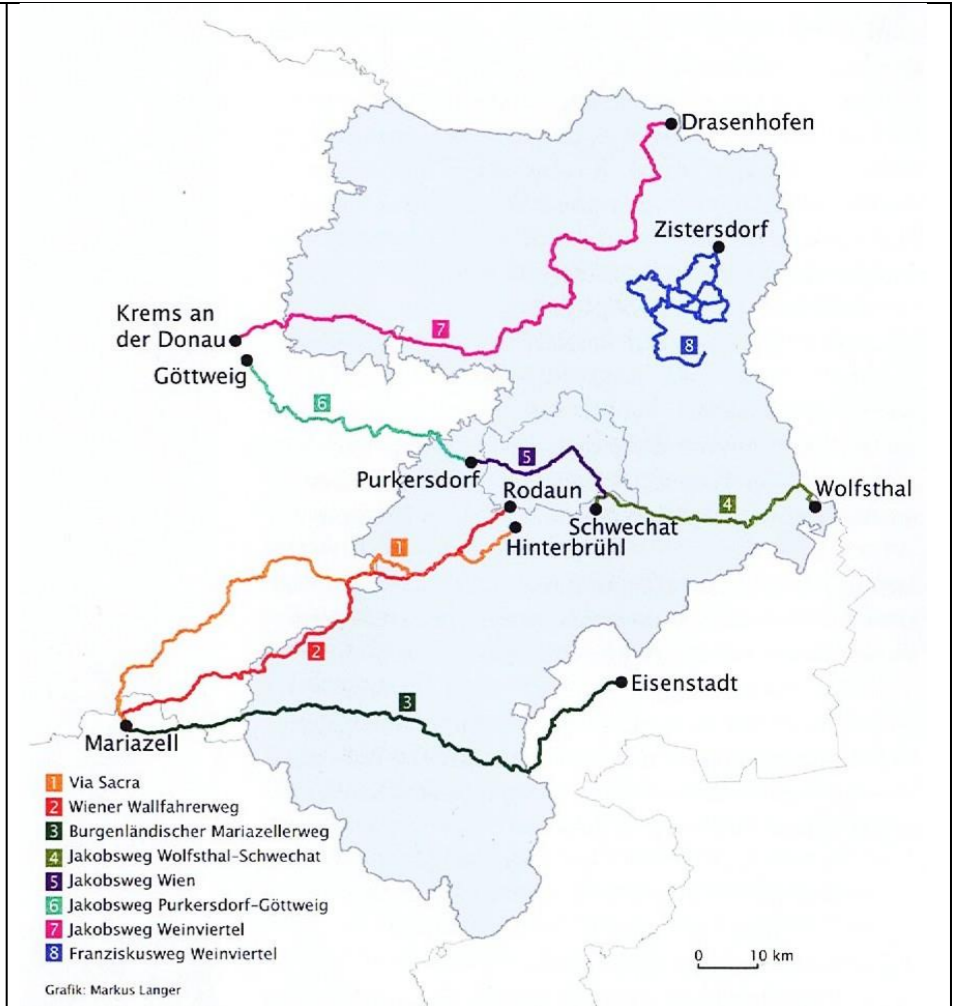 Drasenhofen
Zistersdorf
Krems an
der Donau
7
8
Göttweig
6
Purkersdorf
5
Rodaun
Wolfsthal
4
Schwechat
Hinterbrühl
1
2
Eisenstadt
3
Mariazell
1 Via Sacra
2 Wiener Wallfahrerweg
3 Burgenländischer Mariazellerweg
4 Jakobsweg Wolfsthal-Schwechat
5 Jakobsweg Wien
6 Jakobsweg Purkersdorf-Göttweig
7 Jakobsweg Weinviertel
8 Franziskusweg Weinviertel
0 10 km
Grafik: Markus Langer